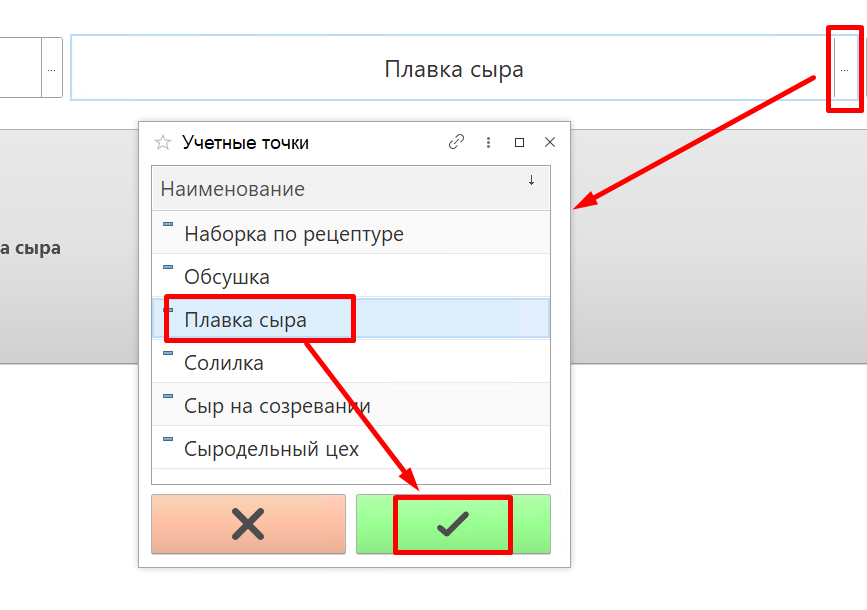 ...
Плавка сыра
...
Учетные точки
Наименование
Наборка по рецептуре
а сыра
Обсушка
Плавка сыра
Солилка
Сыр на созревании
Сыродельный цех